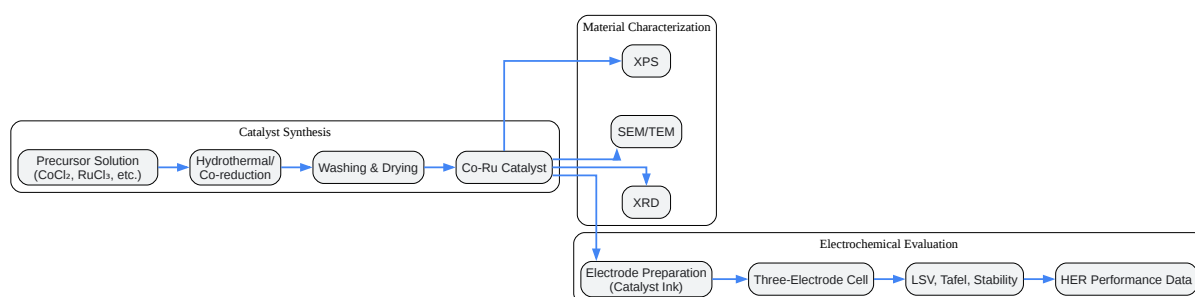 Material Characterization
XPS
SEM/TEM
XRD
Catalyst Synthesis
Precursor Solution
(CoCl₂, RuCl₃, etc.)
Hydrothermal/
Co-reduction
Washing & Drying
Co-Ru Catalyst
Electrochemical Evaluation
Electrode Preparation
(Catalyst Ink)
Three-Electrode Cell
LSV, Tafel, Stability
HER Performance Data